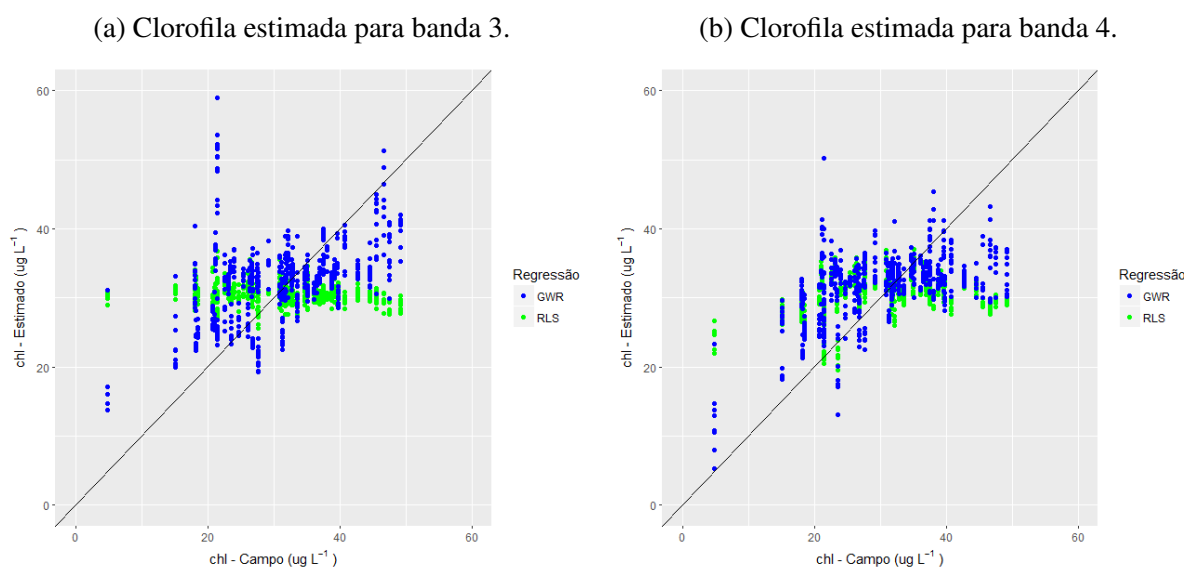 (a) Clorofila estimada para banda 3.
60
40
20
0
chl - Estimado (ug L⁻¹ )
0 20 40 60
chl - Campo (ug L⁻¹ )
Regressão
GWR
RLS
(b) Clorofila estimada para banda 4.
60
40
20
0
chl - Estimado (ug L⁻¹ )
0 20 40 60
chl - Campo (ug L⁻¹ )
Regressão
GWR
RLS